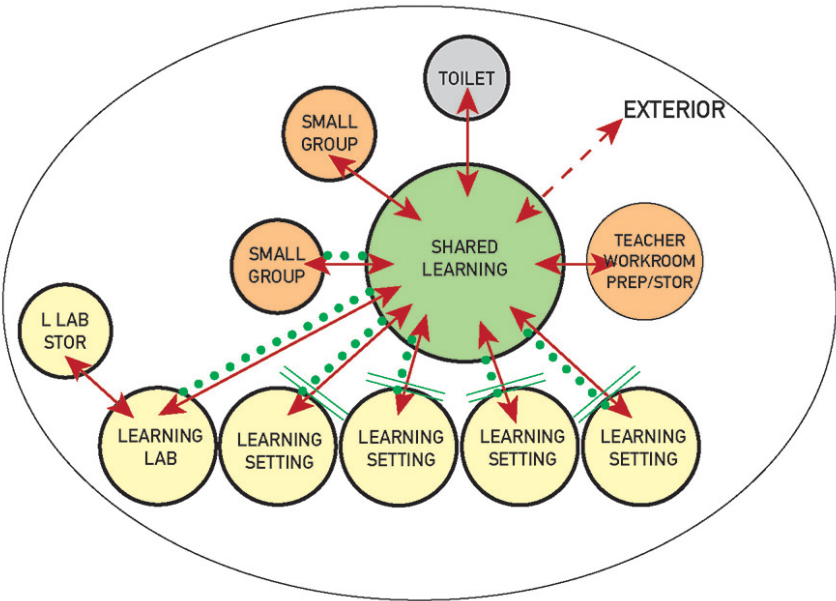 TOILET
EXTERIOR
SMALL
GROUP
SHARED
LEARNING
TEACHER
WORKROOM
PREP/STOR
SMALL
GROUP
L LAB
STOR
LEARNING
LAB
LEARNING
SETTING
LEARNING
SETTING
LEARNING
SETTING
LEARNING
SETTING